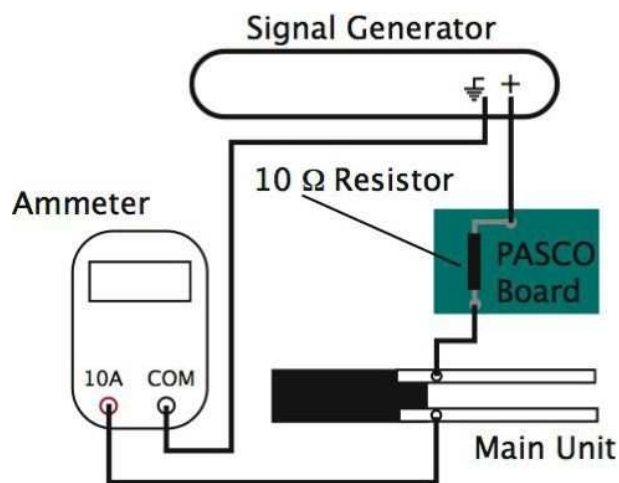 Signal Generator
+
10 Ω Resistor
Ammeter
PASCO
Board
10A COM
Main Unit